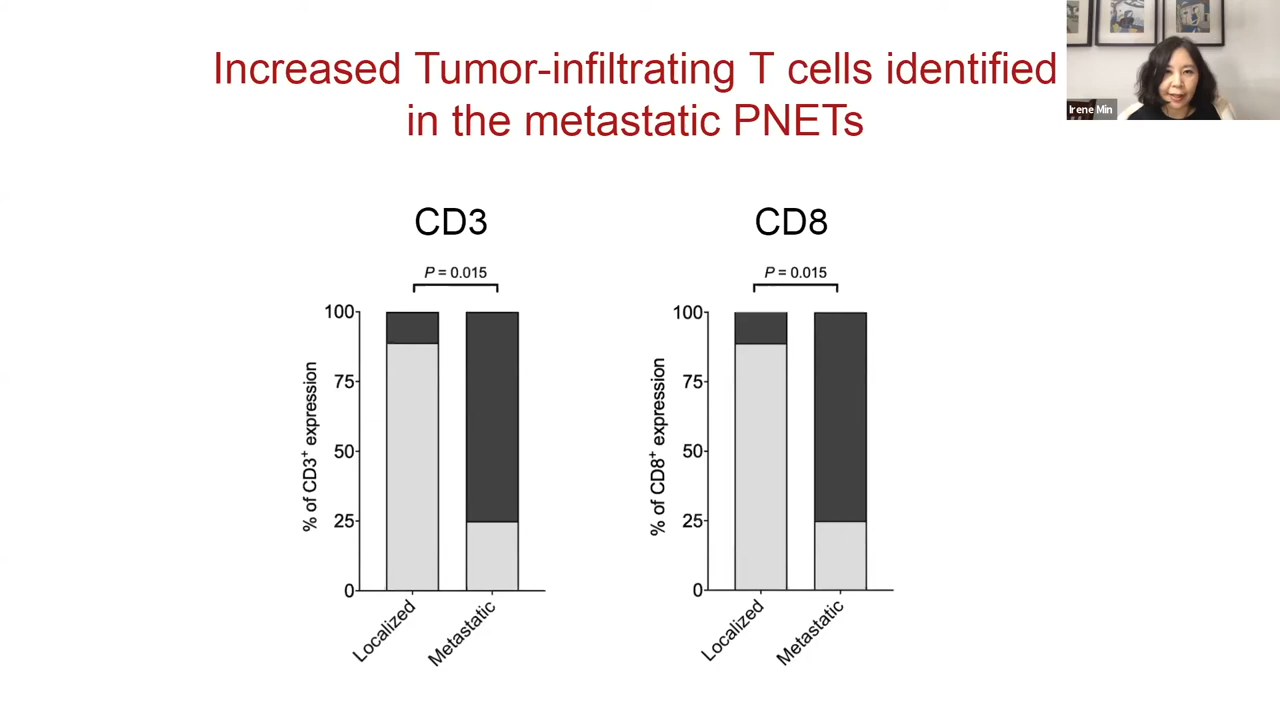 Increased Tumor-infiltrating T cells identified
in the metastatic PNETs
Irene Min
CD3
P = 0.015
100
75
50
25
0
% of CD3+ expression
Localized
Metastatic
CD8
P = 0.015
100
75
50
25
0
% of CD8+ expression
Localized
Metastatic